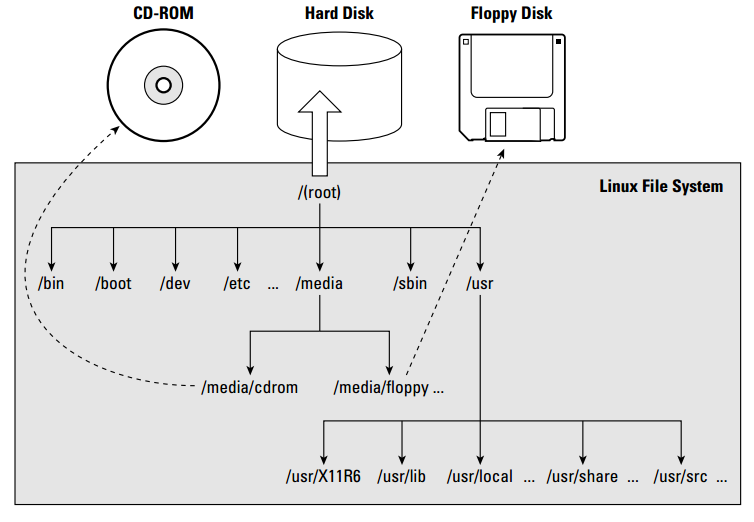 CD-ROM Hard Disk Floppy Disk
/(root) Linux File System
/bin /boot /dev /etc ... /media /sbin /usr
/media/cdrom /media/floppy ...
/usr/X11R6 /usr/lib /usr/local ... /usr/share ... /usr/src ...